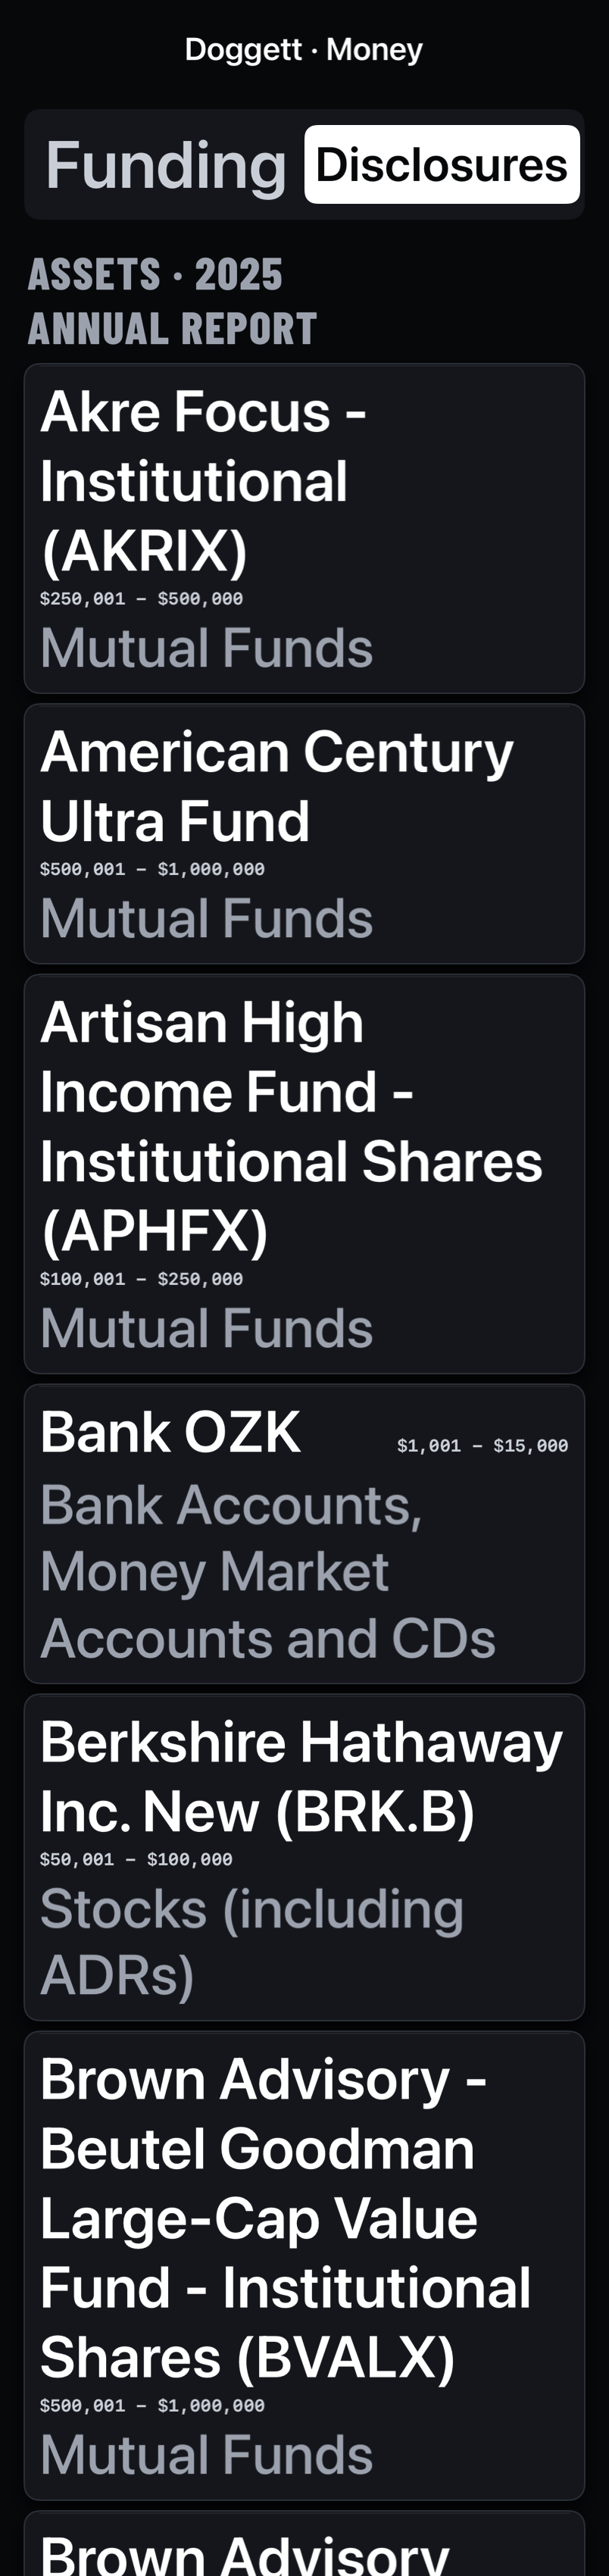 Doggett · Money
Funding
Disclosures
ASSETS · 2025
ANNUAL REPORT
Akre Focus -
Institutional
(AKRIX)
$250,001 – $500,000
Mutual Funds
American Century
Ultra Fund
$500,001 – $1,000,000
Mutual Funds
Artisan High
Income Fund -
Institutional Shares
(APHFX)
$100,001 – $250,000
Mutual Funds
Bank OZK
$1,001 – $15,000
Bank Accounts,
Money Market
Accounts and CDs
Berkshire Hathaway
Inc. New (BRK.B)
$50,001 – $100,000
Stocks (including
ADRs)
Brown Advisory -
Beutel Goodman
Large-Cap Value
Fund - Institutional
Shares (BVALX)
$500,001 – $1,000,000
Mutual Funds
Brown Advisory